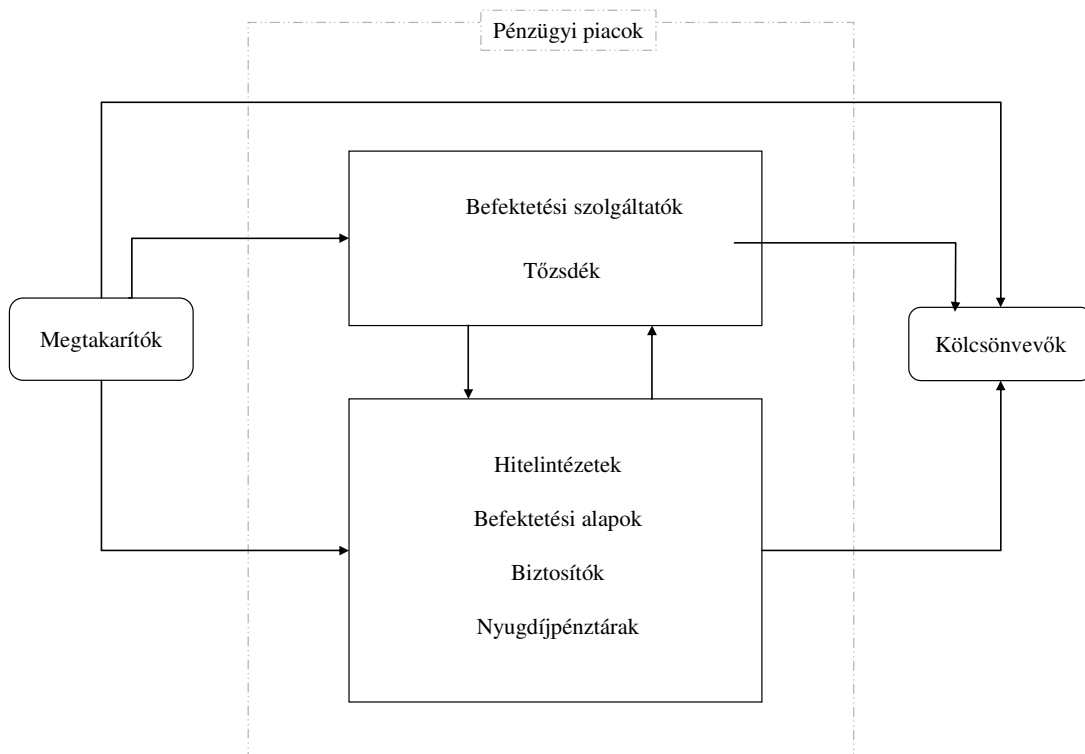 Pénzügyi piacok
Befektetési szolgáltatók
Tőzsdék
Megtakarítók
Kölcsönvevők
Hitelintézetek
Befektetési alapok
Biztosítók
Nyugdíjpénztárak